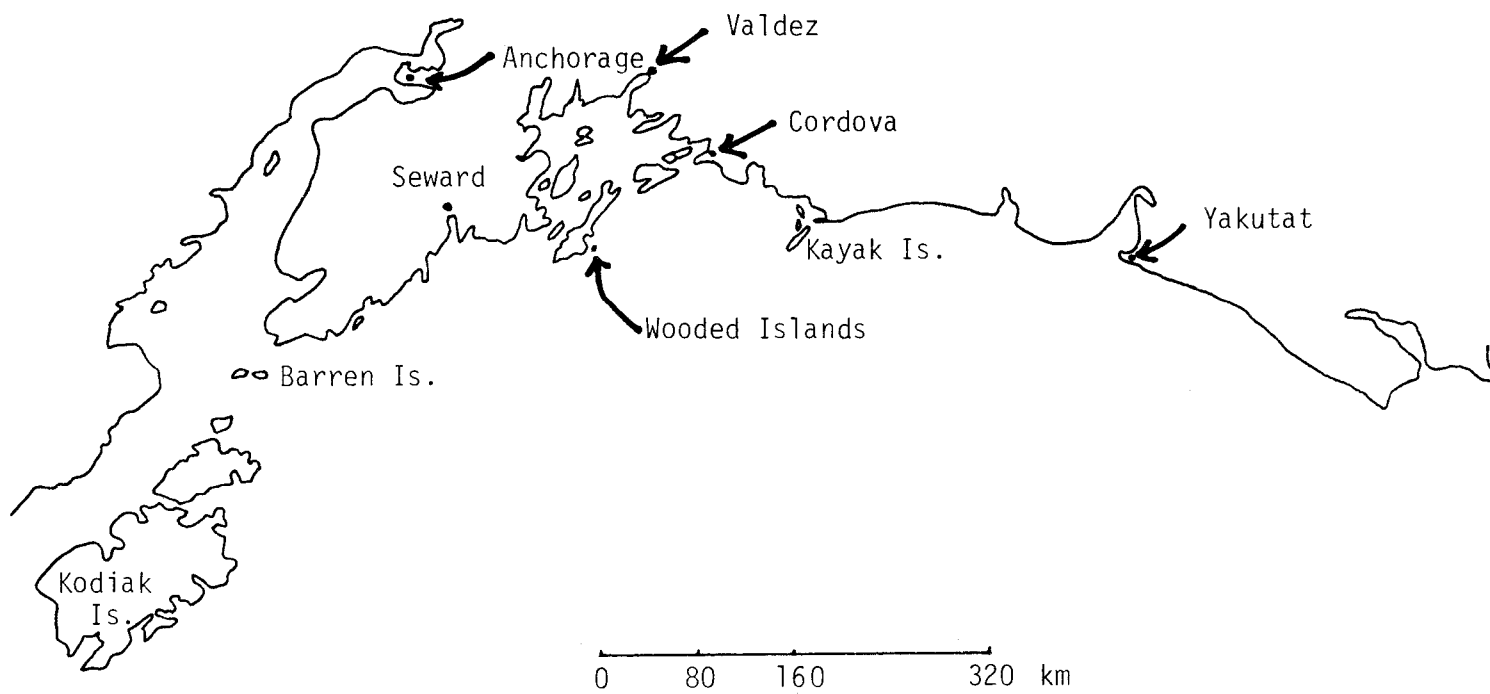 Valdez
Anchorage
Cordova
Seward
Yakutat
Kayak Is.
Wooded Islands
Barren Is.
Kodiak
Is.
0 80 160 320 km